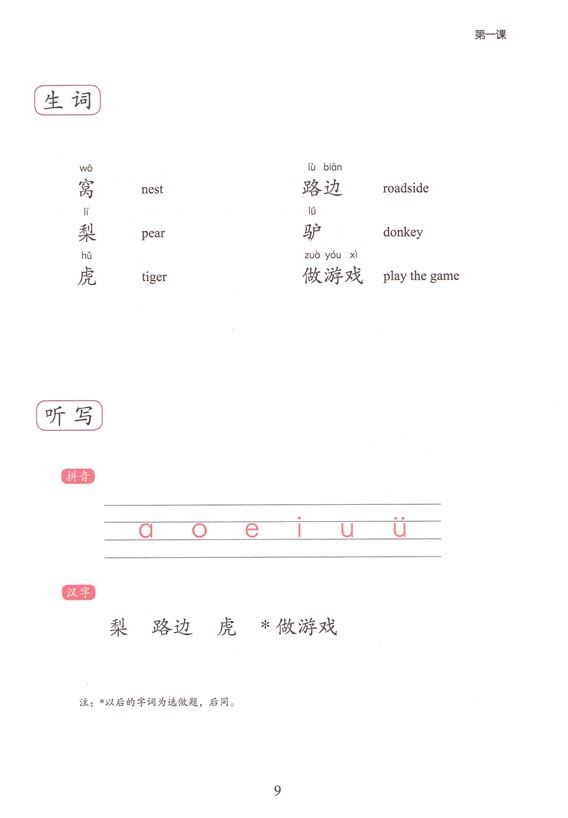 第一课
生词
wō
窝 nest
lù biān
路边 roadside
lí
梨 pear
lǘ
驴 donkey
hǔ
虎 tiger
zuò yóu xì
做游戏 play the game
听写
拼音
a o e i u ü
汉字
梨 路边 虎 *做游戏
注：*以后的字词为选做题，后同。
9